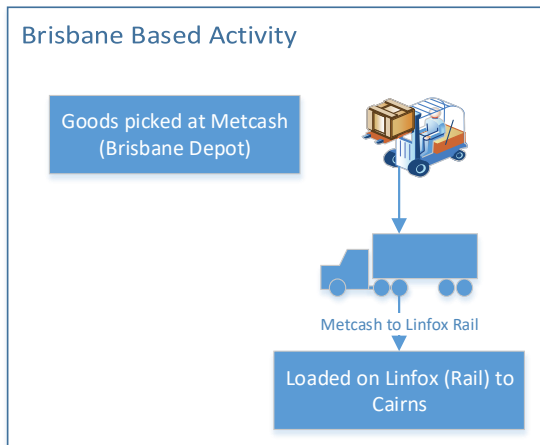 Brisbane Based Activity
Goods picked at Metcash
(Brisbane Depot)
Metcash to Linfox Rail
Loaded on Linfox (Rail) to
Cairns